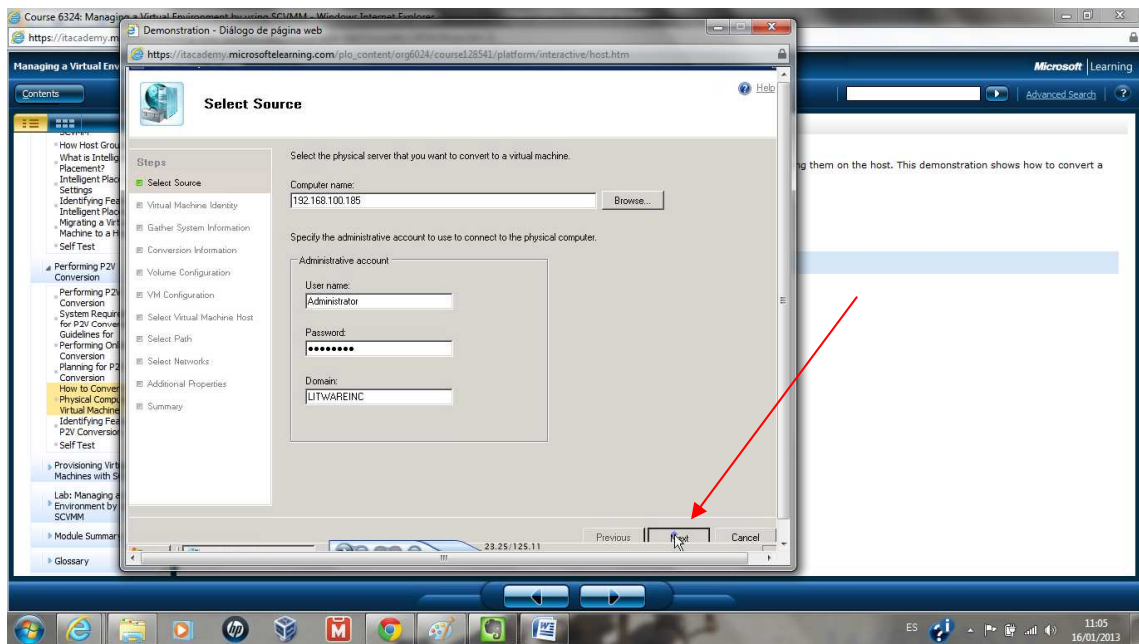 Course 6324: Managing a Virtual Environment by using SCVMM - Windows Internet Explorer
https://itacademy.m
Managing a Virtual Env
Microsoft | Learning
Contents
Advanced Search
?
How Host Grou
What is Intellig
Placement?
Intelligent Plac
Settings
Identifying Fea
Intelligent Plac
Migrating a Virt
Machine to a H
Self Test
Performing P2V
Conversion
Performing P2V
Conversion
System Require
for P2V Conver
Guidelines for
Performing Onl
Conversion
Planning for P2
Conversion
How to Conver
Physical Compu
Virtual Machine
Identifying Fea
P2V Conversion
Self Test
Provisioning Virt
Machines with S
Lab: Managing a
Environment by
SCVMM
Module Summar
Glossary
ng them on the host. This demonstration shows how to convert a
Demonstration - Diálogo de página web
https://itacademy.microsoftelearning.com/plo_content/org6024/course128541/platform/interactive/host.htm
Select Source
Help
Steps
Select Source
Virtual Machine Identity
Gather System Information
Conversion Information
Volume Configuration
VM Configuration
Select Virtual Machine Host
Select Path
Select Networks
Additional Properties
Summary
Select the physical server that you want to convert to a virtual machine.
Computer name:
192.168.100.185
Browse...
Specify the administrative account to use to connect to the physical computer.
Administrative account
User name:
Administrator
Password:
●●●●●●●●
Domain:
LITWAREINC
Previous
Next
Cancel
23.25/125.11
ES
11:05
16/01/2013